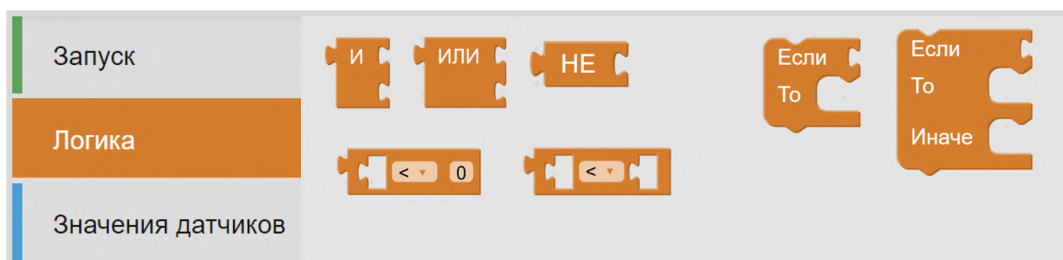 Запуск
Логика
Значения датчиков
И
ИЛИ
НЕ
Если
То
Если
То
Иначе
< 0
<